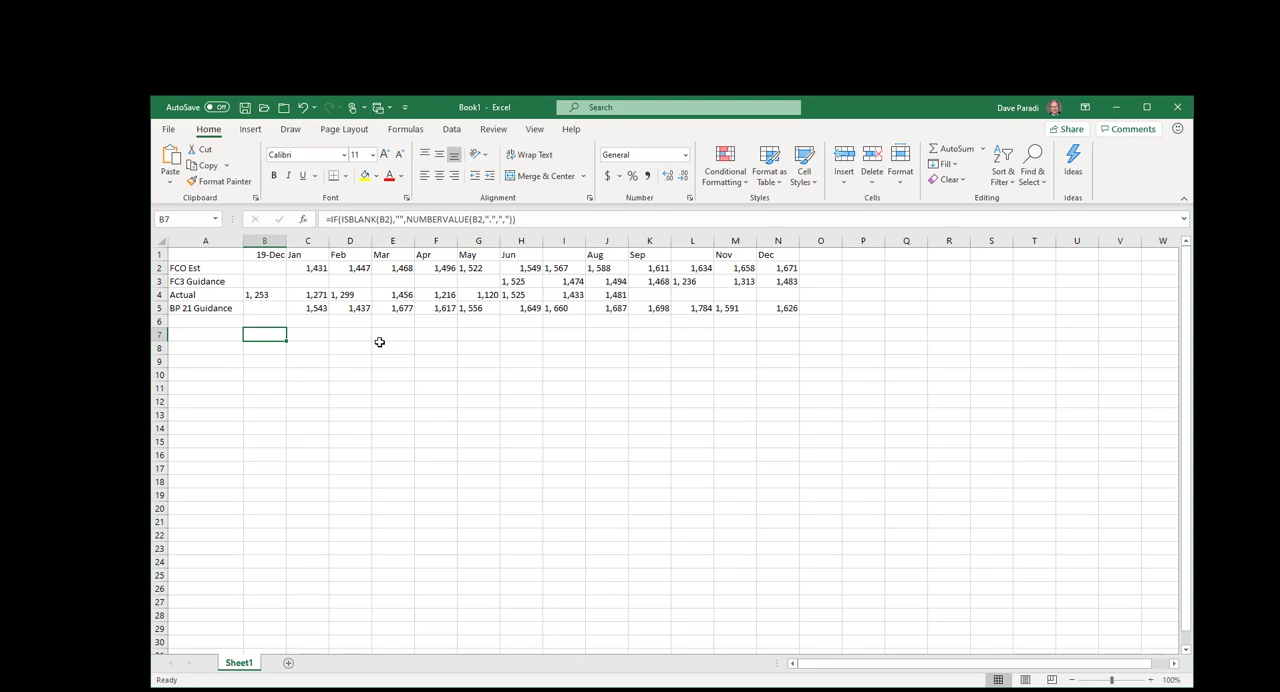 AutoSave Off Book1 - Excel Search Dave Paradi
File Home Insert Draw Page Layout Formulas Data Review View Help Share Comments
Paste Cut Copy Format Painter Clipboard
Calibri 11 A A B I U A Font
Wrap Text Merge & Center Alignment
General $ % , Number
Conditional Formatting Format as Table Cell Styles Styles
Insert Delete Format Cells
AutoSum Fill Clear Sort & Filter Find & Select Editing
Ideas Ideas
B7 fx =IF(ISBLANK(B2),"",NUMBERVALUE(B2,".",","))
A B C D E F G H I J K L M N O P Q R S T U V W
1 19-Dec Jan Feb Mar Apr May Jun Aug Sep Nov Dec
2 FCO Est 1,431 1,447 1,468 1,496 1, 522 1,549 1, 567 1, 588 1,611 1,634 1,658 1,671
3 FC3 Guidance 1, 525 1,474 1,494 1,468 1, 236 1,313 1,483
4 Actual 1, 253 1,271 1, 299 1,456 1,216 1,120 1, 525 1,433 1,481
5 BP 21 Guidance 1,543 1,437 1,677 1,617 1, 556 1,649 1, 660 1,687 1,698 1,784 1, 591 1,626
6
7
8
9
10
11
12
13
14
15
16
17
18
19
20
21
22
23
24
25
26
27
28
29
30
Sheet1
Ready 100%